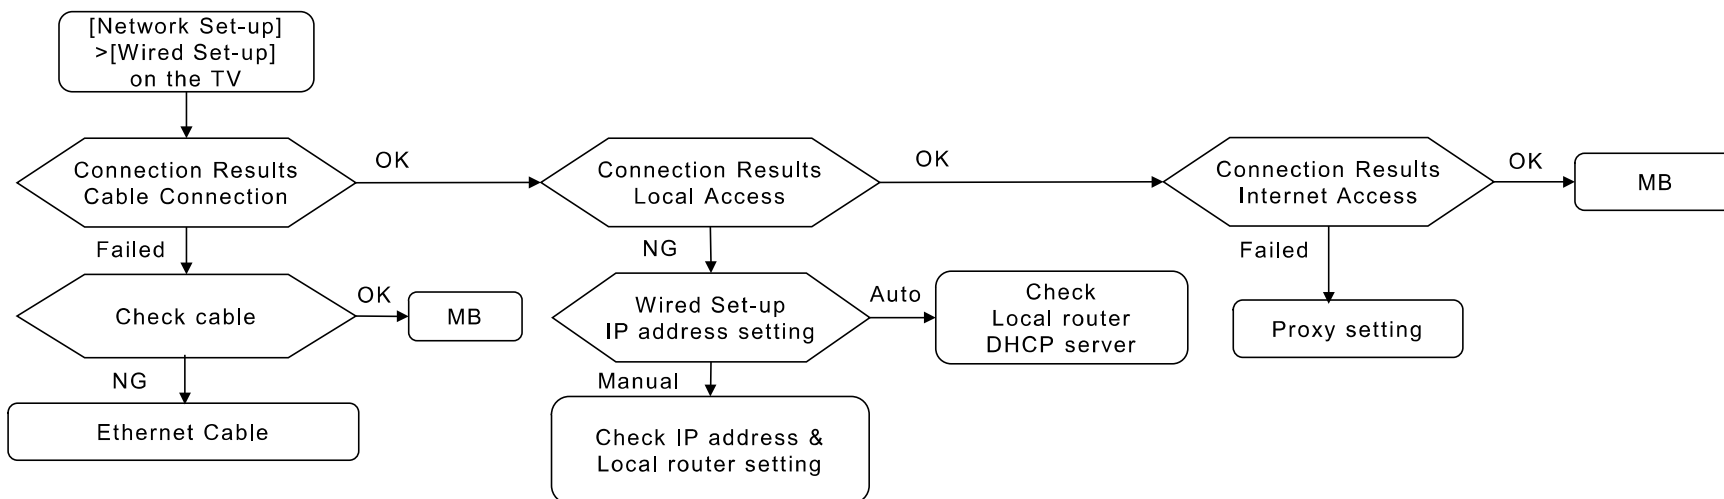 [Network Set-up]
>[Wired Set-up]
on the TV
Connection Results
Cable Connection
OK
Connection Results
Local Access
OK
Connection Results
Internet Access
OK
MB
Failed
NG
Failed
Check cable
OK
MB
Wired Set-up
IP address setting
Auto
Check
Local router
DHCP server
Proxy setting
NG
Manual
Ethernet Cable
Check IP address &
Local router setting